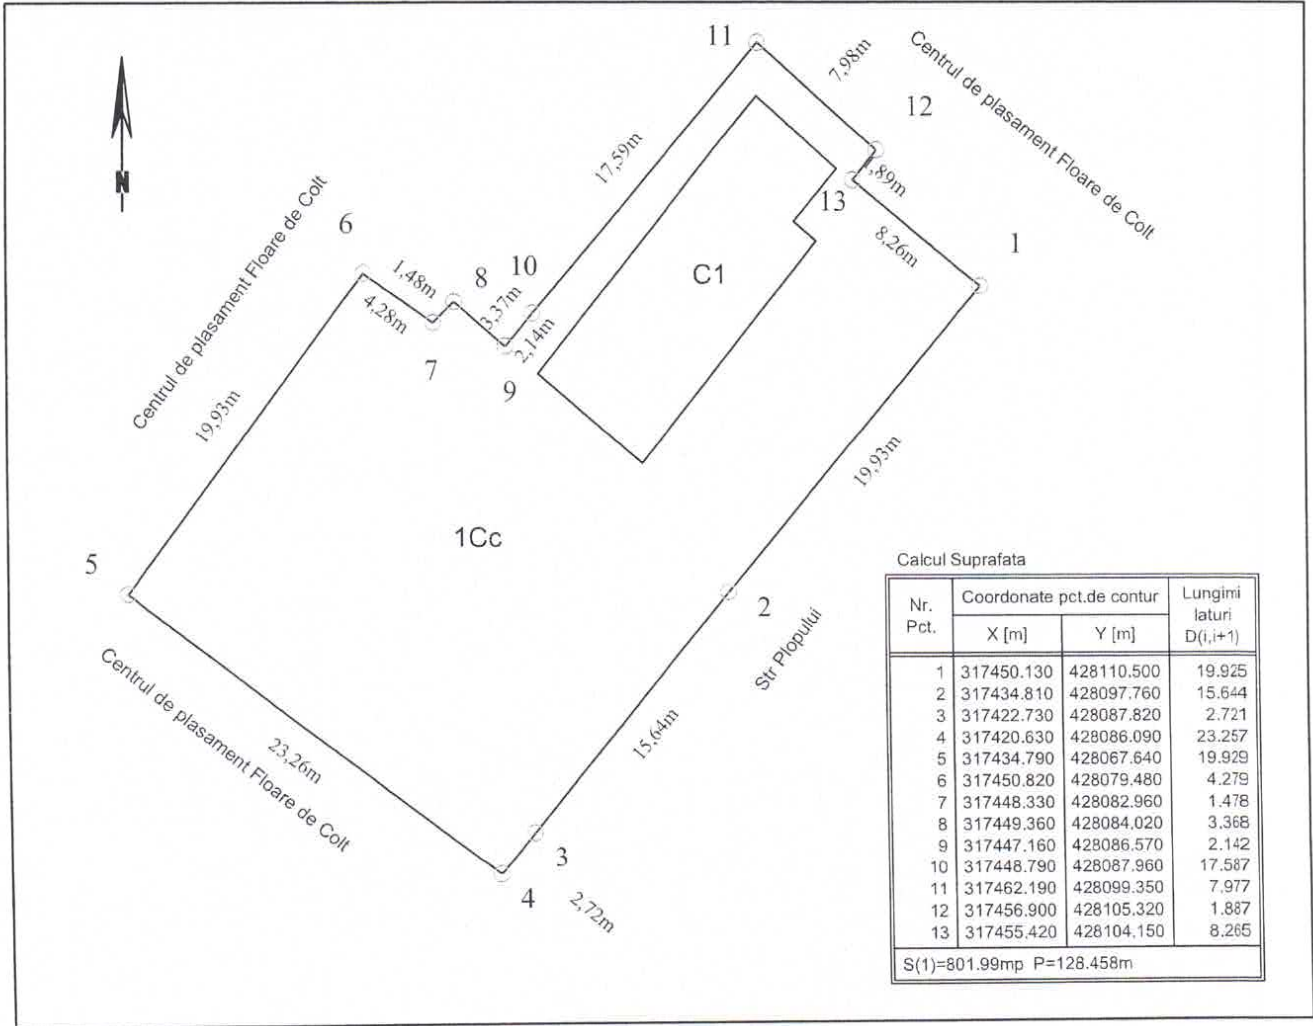 11
7,98m
Centrul de plasament Floare de Colt
12
N
17,59m
,89m
13
Centrul de plasament Floare de Colt
6
8,26m
1
1,48m
8
10
C1
4,28m
3,37m
2,14m
7
9
19,93m
19,93m
1Cc
5
2
Str Plopului
Centrul de plasament Floare de Colt
23,26m
15,64m
3
4
2,72m
Calcul Suprafata
Nr. Pct. Coordonate pct.de contur Lungimi laturi D(i,i+1)
X [m] Y [m]
1 317450.130 428110.500 19.925
2 317434.810 428097.760 15.644
3 317422.730 428087.820 2.721
4 317420.630 428086.090 23.257
5 317434.790 428067.640 19.929
6 317450.820 428079.480 4.279
7 317448.330 428082.960 1.478
8 317449.360 428084.020 3.368
9 317447.160 428086.570 2.142
10 317448.790 428087.960 17.587
11 317462.190 428099.350 7.977
12 317456.900 428105.320 1.887
13 317455.420 428104.150 8.265
S(1)=801.99mp P=128.458m